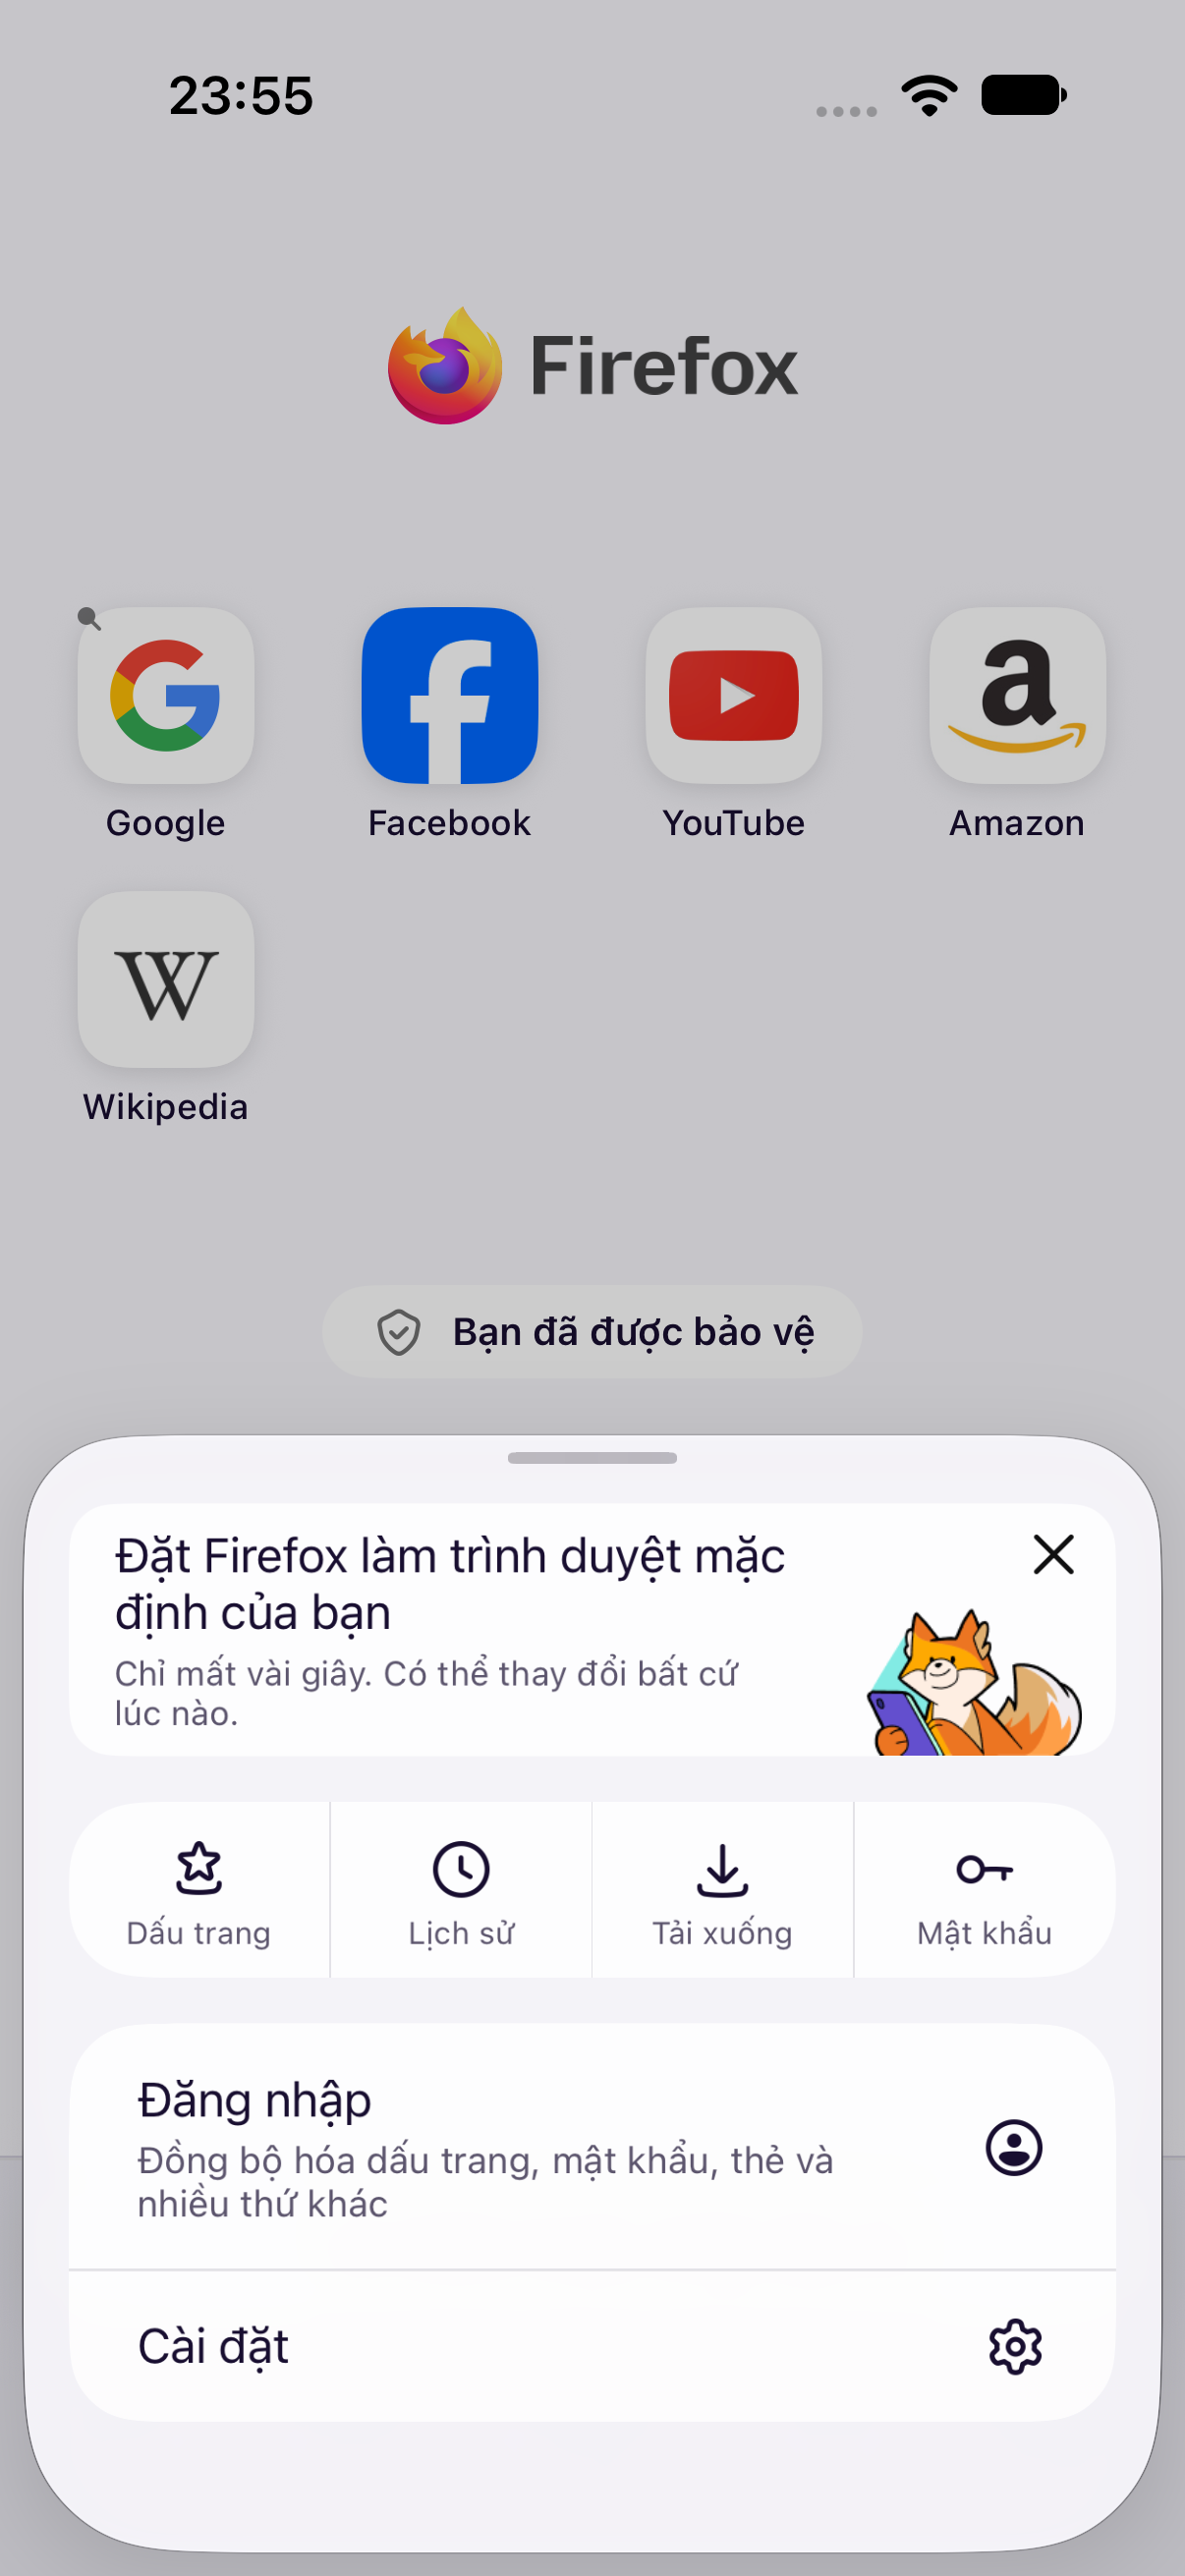 23:55
Firefox
Google
Facebook
YouTube
Amazon
Wikipedia
Bạn đã được bảo vệ
Đặt Firefox làm trình duyệt mặc
định của bạn
Chỉ mất vài giây. Có thể thay đổi bất cứ
lúc nào.
Dấu trang
Lịch sử
Tải xuống
Mật khẩu
Đăng nhập
Đồng bộ hóa dấu trang, mật khẩu, thẻ và
nhiều thứ khác
Cài đặt